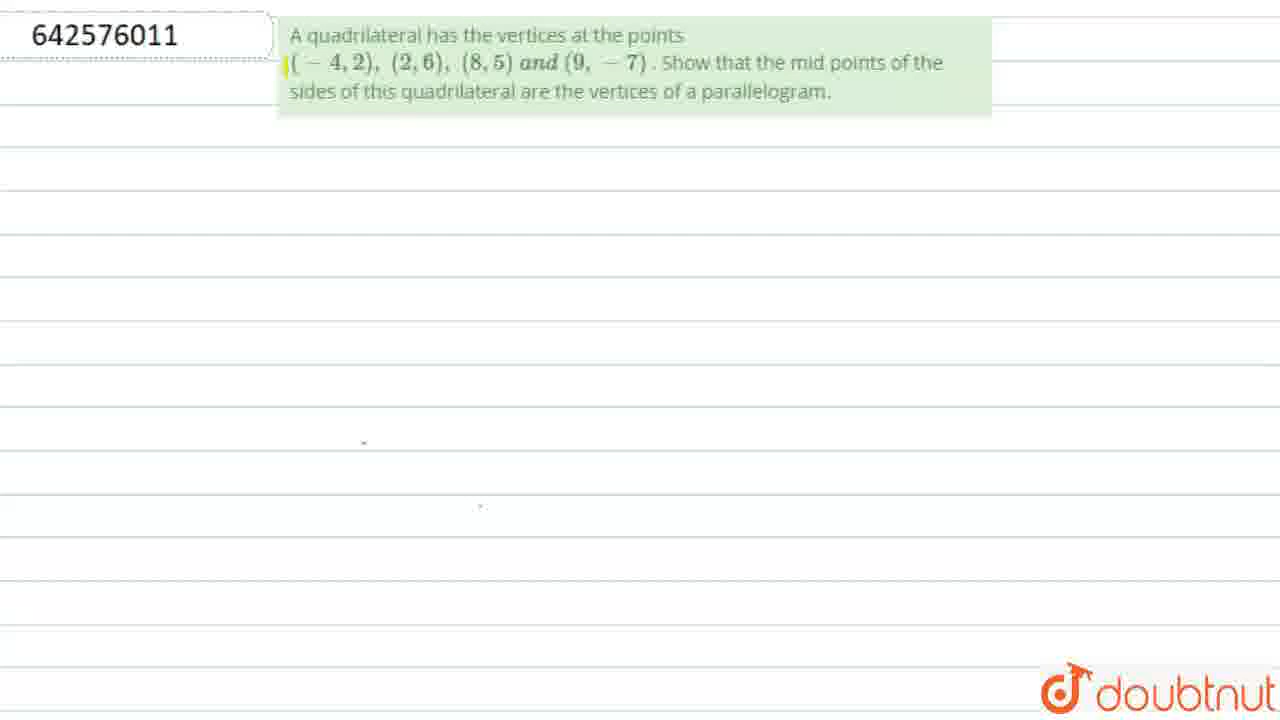 642576011
A quadrilateral has the vertices at the points
(−4,2), (2,6), (8,5) and (9, −7) . Show that the mid points of the
sides of this quadrilateral are the vertices of a parallelogram.
doubtnut